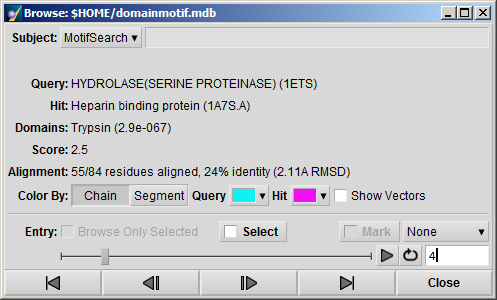 Browse: $HOME/domainmotif.mdb
Subject: MotifSearch
Query: HYDROLASE(SERINE PROTEINASE) (1ETS)
Hit: Heparin binding protein (1A7S.A)
Domains: Trypsin (2.9e-067)
Score: 2.5
Alignment: 55/84 residues aligned, 24% identity (2.11A RMSD)
Color By: Chain Segment Query Hit Show Vectors
Entry: Browse Only Selected Select Mark None
4
Close